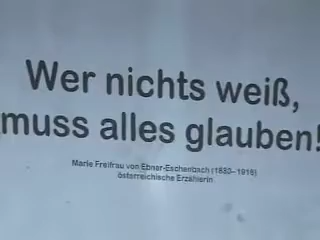 Wer nichts weiß,
muss alles glauben!
Marie Freifrau von Ebner-Eschenbach (1830–1916)
österreichische Erzählerin